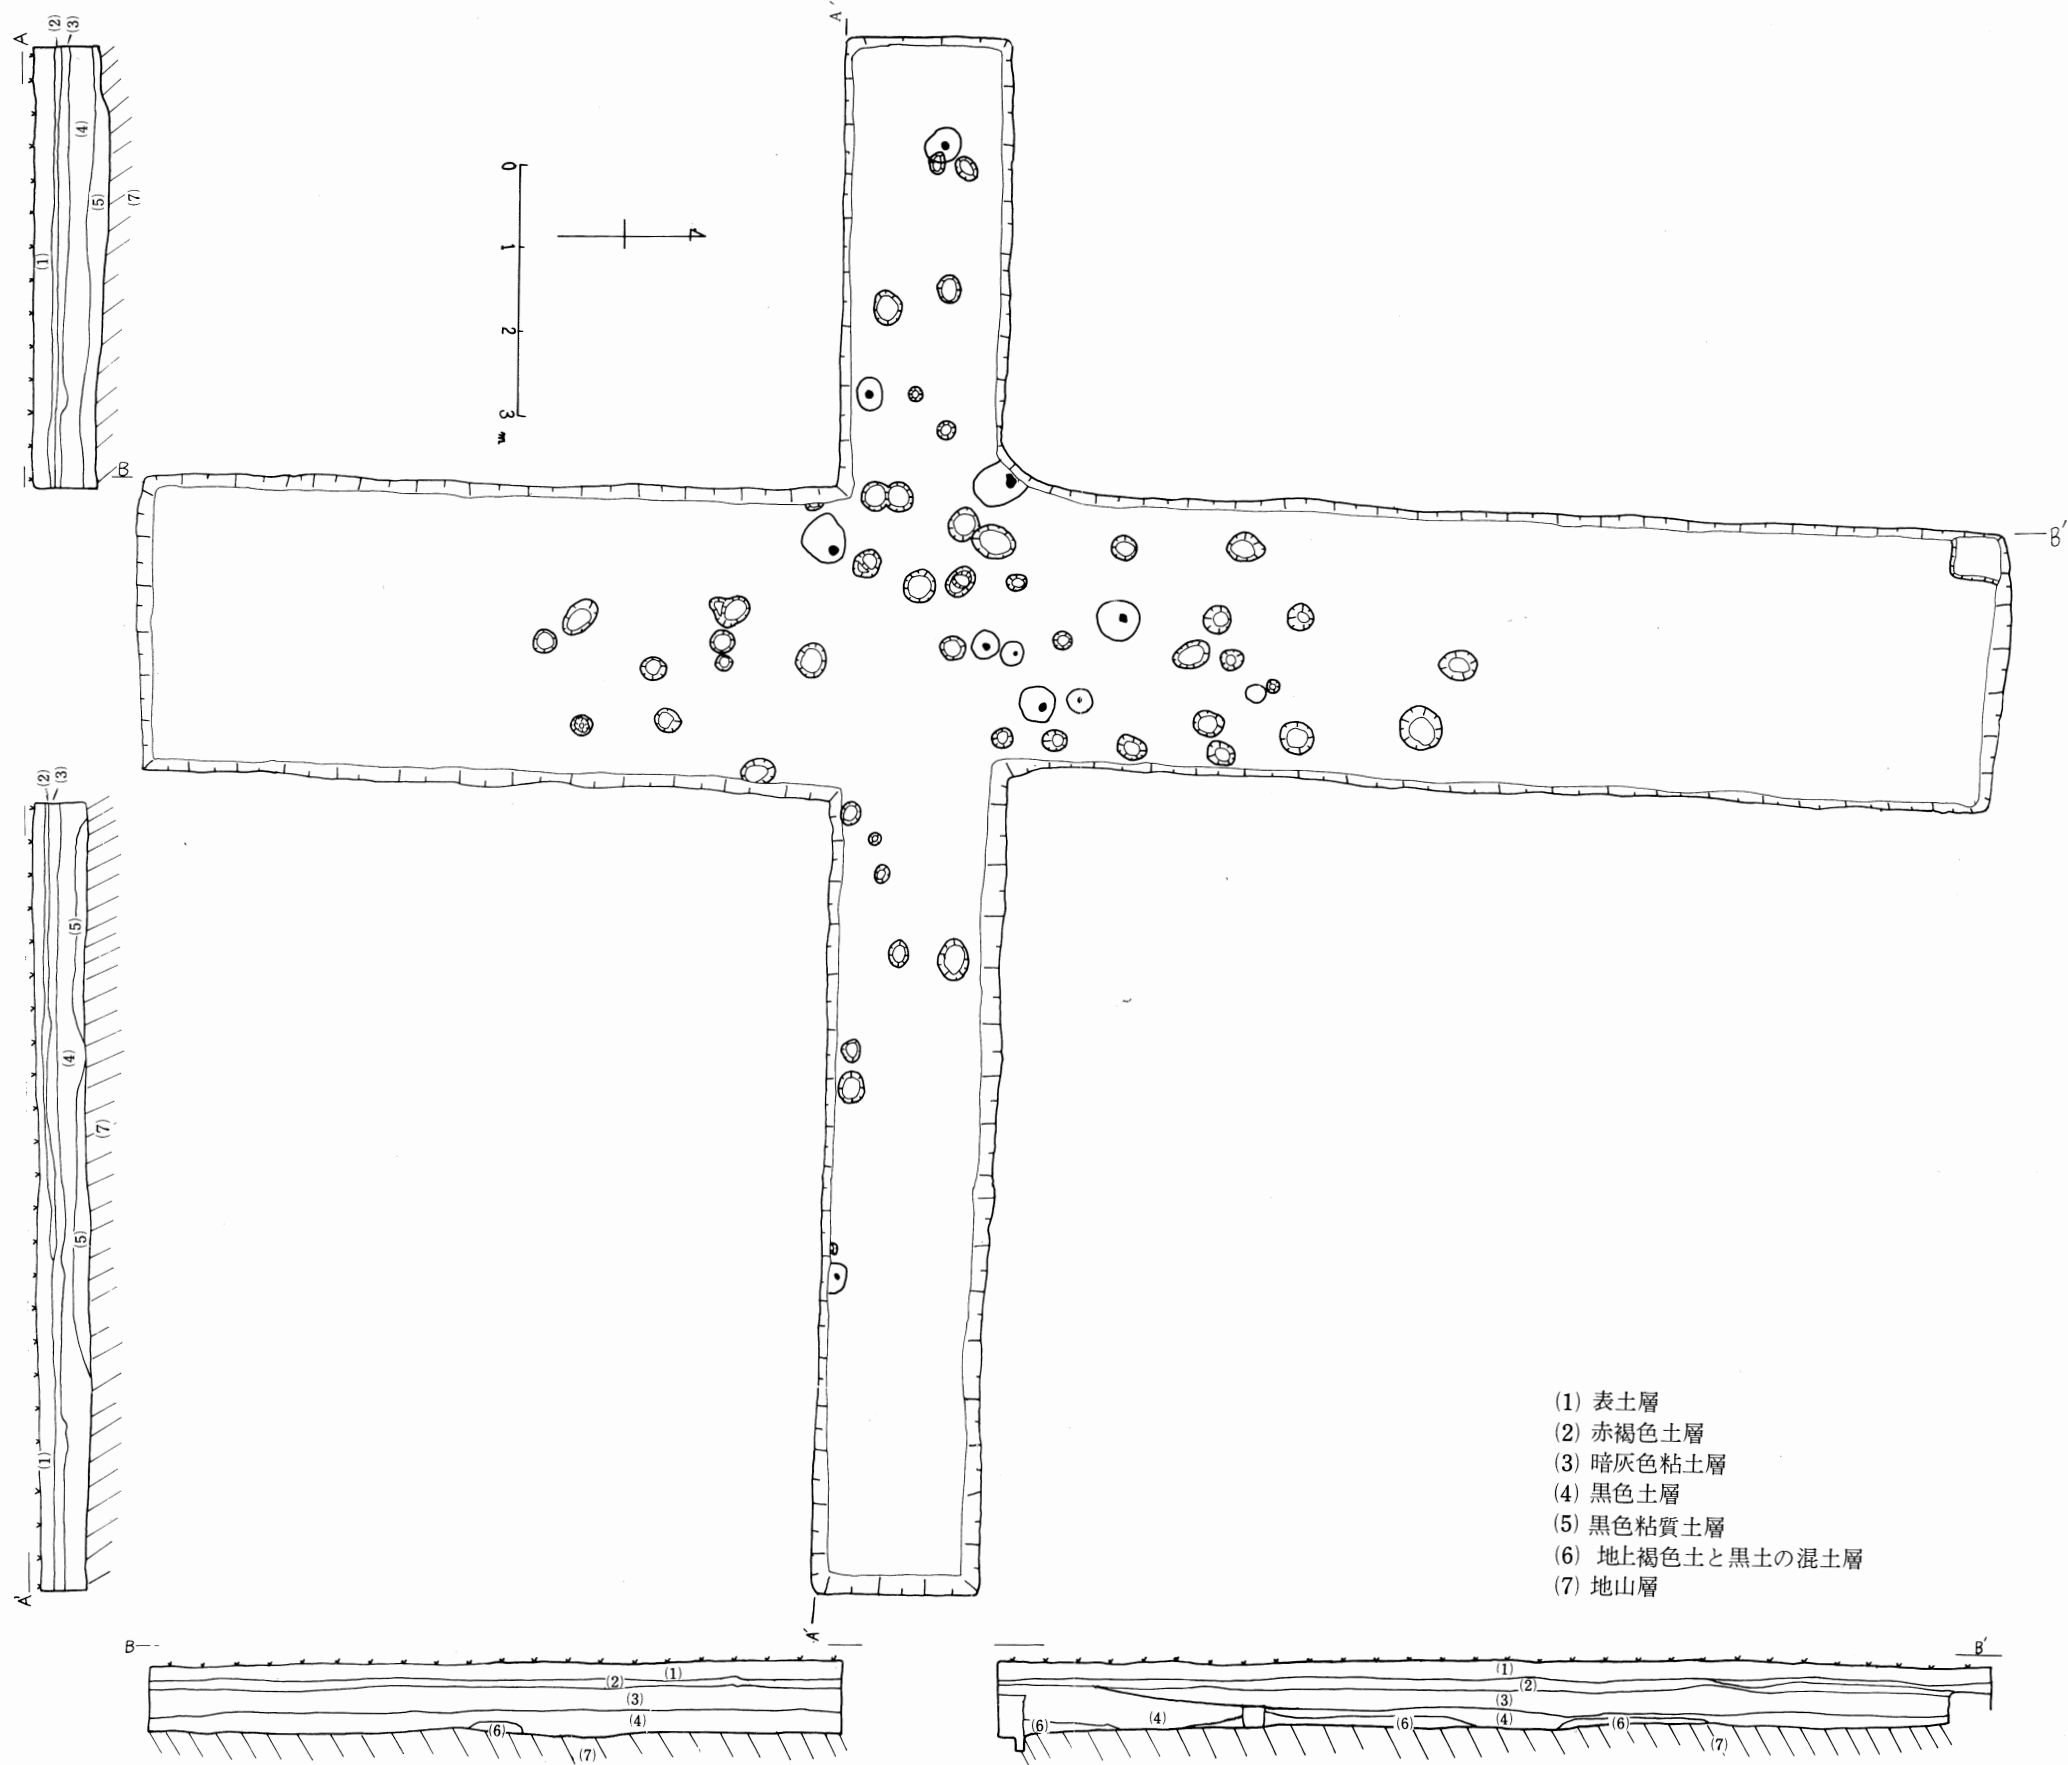 A
(2)
(3)
(4)
(5)
(7)
(1)
A′
0
1
2
3
m
B
B′
(2)
(3)
(5)
(4)
(7)
(5)
(1)
A′
A′
(1) 表土層
(2) 赤褐色土層
(3) 暗灰色粘土層
(4) 黒色土層
(5) 黒色粘質土層
(6) 地上褐色土と黒土の混土層
(7) 地山層
B
(1)
(2)
(3)
(4)
(6)
(7)
B′
(1)
(2)
(3)
(4)
(4)
(6)
(6)
(6)
(7)